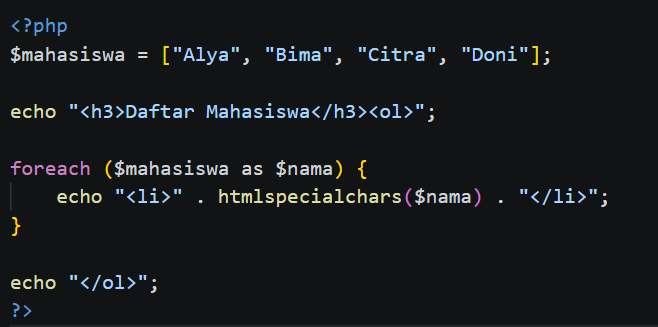 <?php
$mahasiswa = ["Alya", "Bima", "Citra", "Doni"];
echo "<h3>Daftar Mahasiswa</h3><ol>";
foreach ($mahasiswa as $nama) {
    echo "<li>" . htmlspecialchars($nama) . "</li>";
}
echo "</ol>";
?>